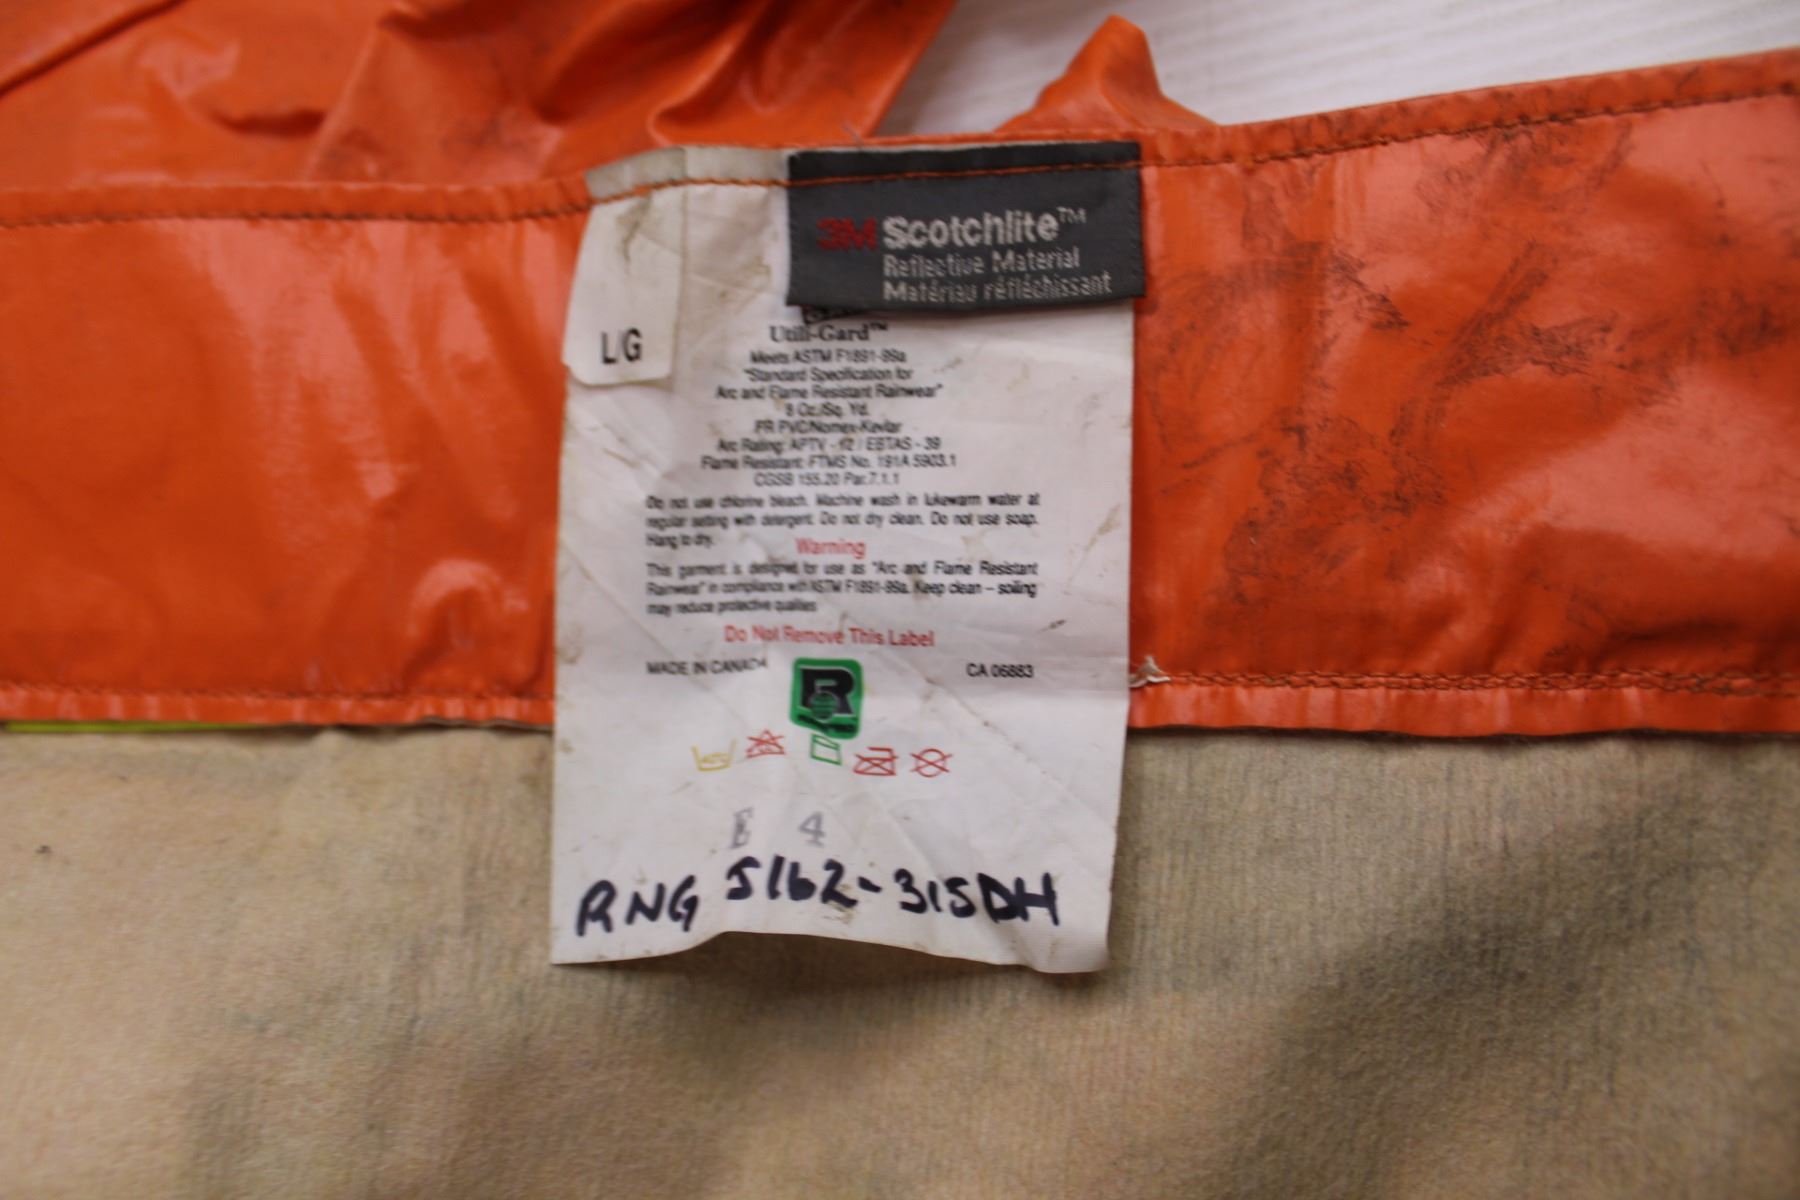 3M Scotchlite™
Reflective Material
Matériau réfléchissant
L/G
Utili-Gard™
Meets ASTM F1891-99a
"Standard Specification for
Arc and Flame Resistant Rainwear"
8 Oz./Sq. Yd.
FR PVC/Nomex-Kevlar
Arc Rating: APTV - 12 / EBTAS - 39
Flame Resistant: FTMS No. 191A 5903.1
CGSB 155.20 Par.7.1.1
Do not use chlorine bleach. Machine wash in lukewarm water at
regular setting with detergent. Do not dry clean. Do not use soap.
Hang to dry.
Warning
This garment is designed for use as "Arc and Flame Resistant
Rainwear" in compliance with ASTM F1891-99a. Keep clean – soiling
may reduce protective qualities
Do Not Remove This Label
MADE IN CANADA CA 06883
R
40°C
4
RNG 5162-315DH